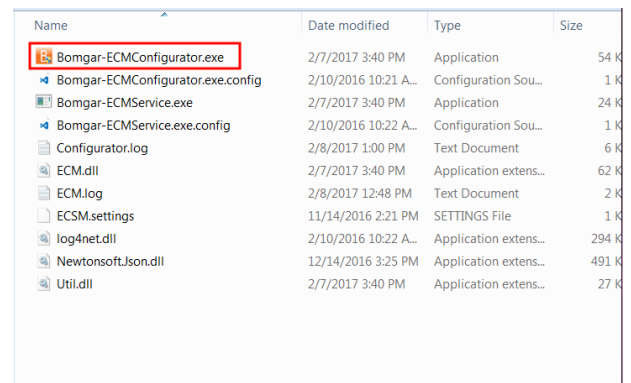 Name Date modified Type Size
Bomgar-ECMConfigurator.exe 2/7/2017 3:40 PM Application 54 K
Bomgar-ECMConfigurator.exe.config 2/10/2016 10:21 A... Configuration Sou... 1 K
Bomgar-ECMService.exe 2/7/2017 3:40 PM Application 24 K
Bomgar-ECMService.exe.config 2/10/2016 10:22 A... Configuration Sou... 1 K
Configurator.log 2/8/2017 1:00 PM Text Document 6 K
ECM.dll 2/7/2017 3:40 PM Application extens... 62 K
ECM.log 2/8/2017 12:48 PM Text Document 2 K
ECSM.settings 11/14/2016 2:21 PM SETTINGS File 1 K
log4net.dll 2/10/2016 10:22 A... Application extens... 294 K
Newtonsoft.Json.dll 12/14/2016 3:25 PM Application extens... 491 K
Util.dll 2/7/2017 3:40 PM Application extens... 27 K